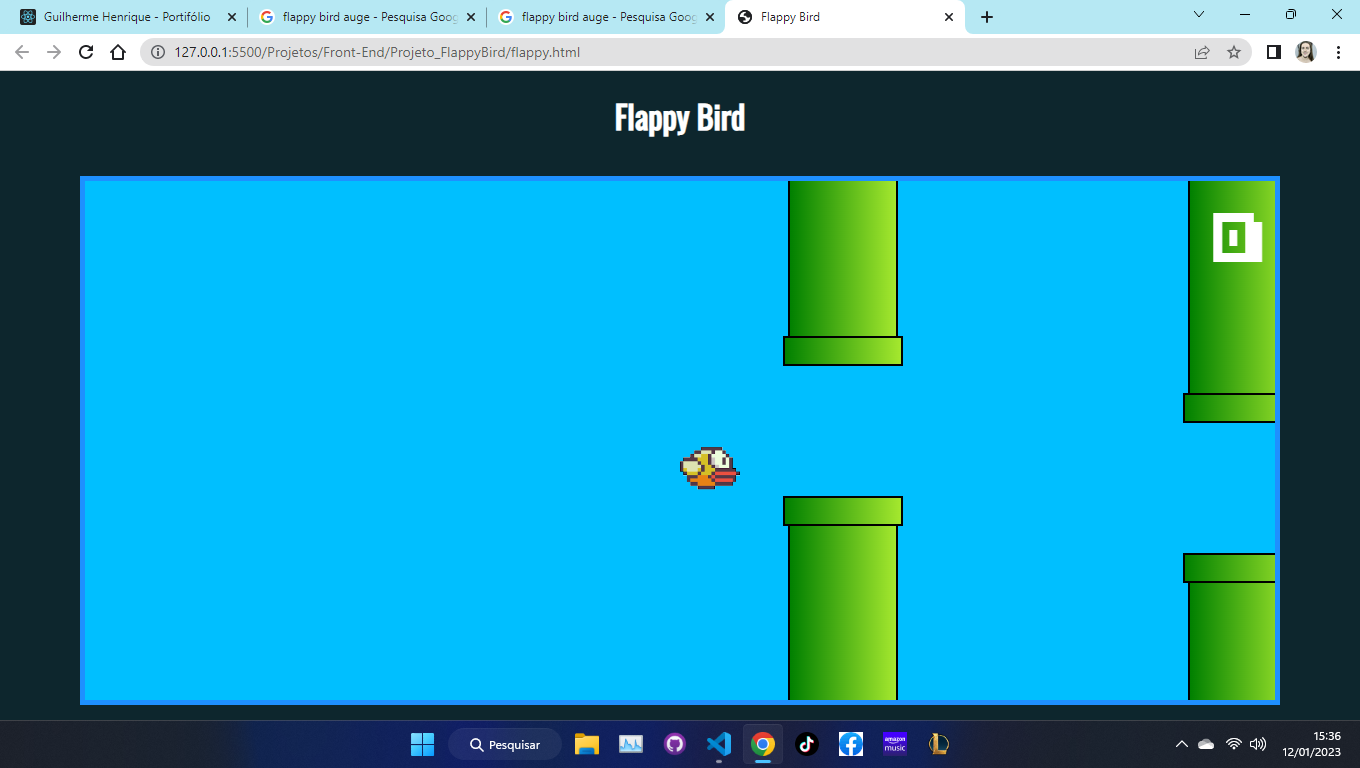 Guilherme Henrique - Portifólio
flappy bird auge - Pesquisa Goog
flappy bird auge - Pesquisa Goog
Flappy Bird
127.0.0.1:5500/Projetos/Front-End/Projeto_FlappyBird/flappy.html
Flappy Bird
0
Pesquisar
amazon music
15:36
12/01/2023